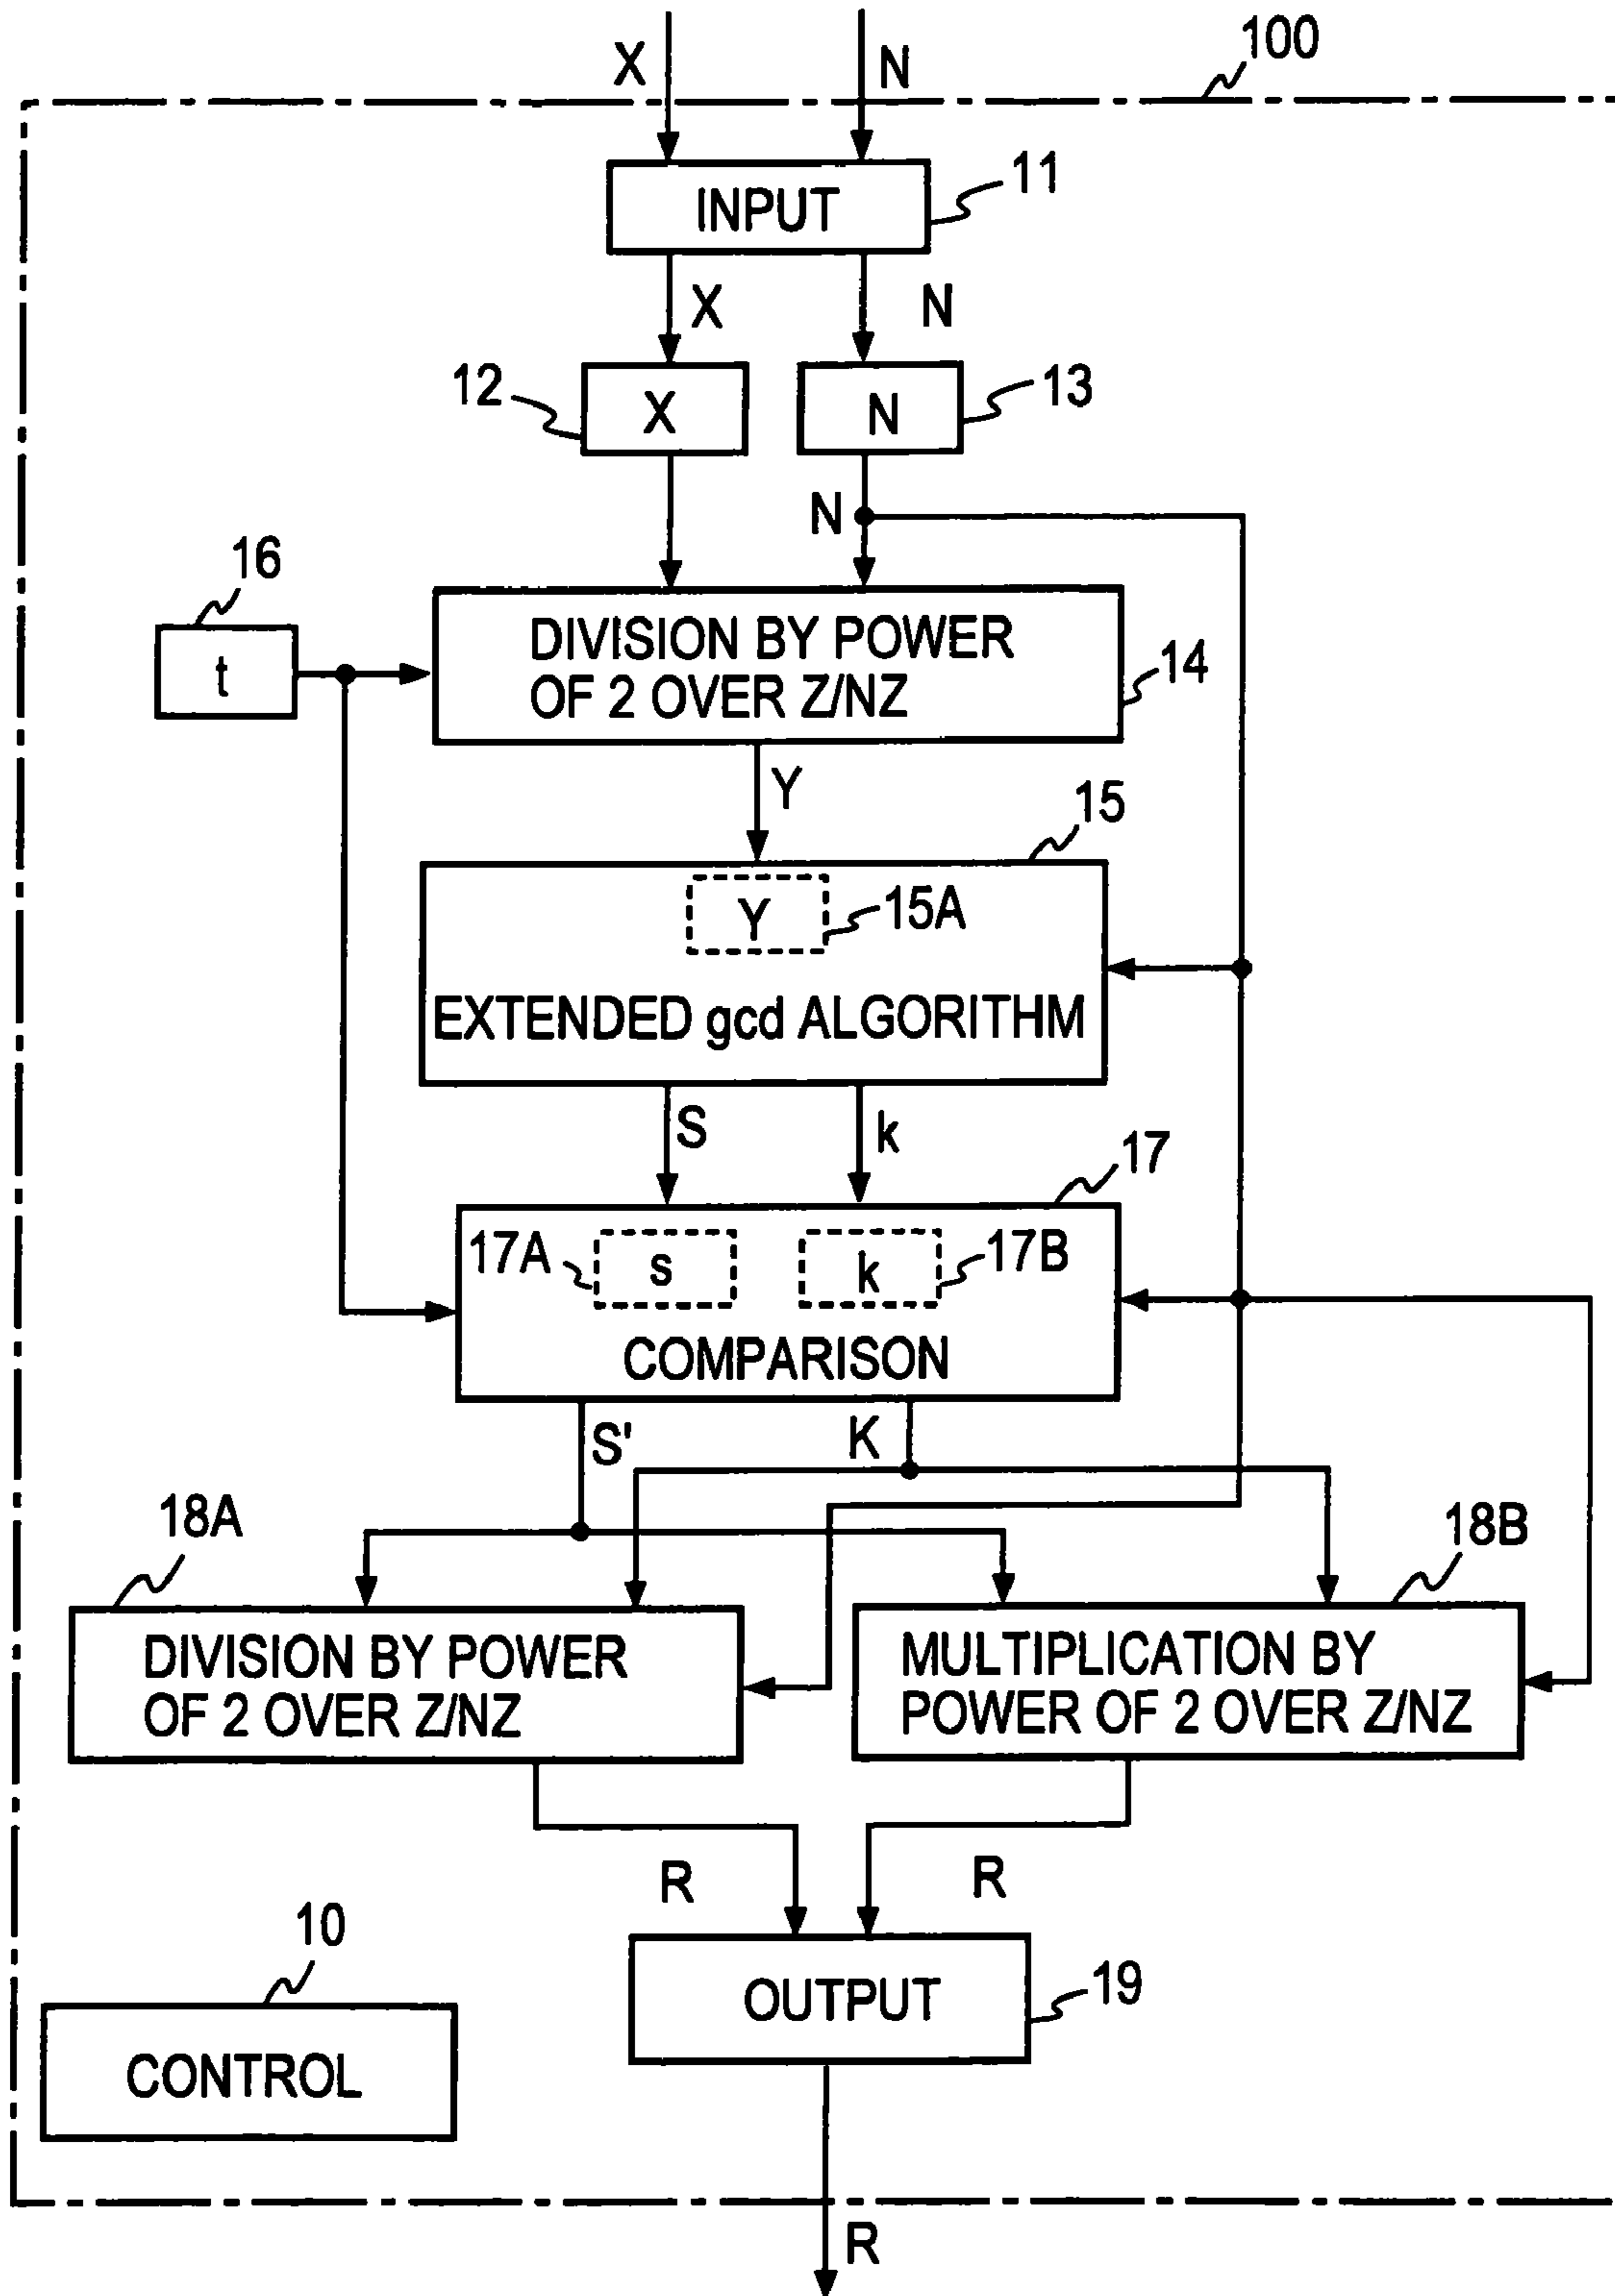 100
X
N
INPUT
11
X
N
12
X
N
13
N
16
t
DIVISION BY POWER
OF 2 OVER Z/NZ
14
Y
15
Y
15A
EXTENDED gcd ALGORITHM
S
k
17
17A
s
k
17B
COMPARISON
S'
K
18A
18B
DIVISION BY POWER
OF 2 OVER Z/NZ
MULTIPLICATION BY
POWER OF 2 OVER Z/NZ
R
R
10
CONTROL
OUTPUT
19
R